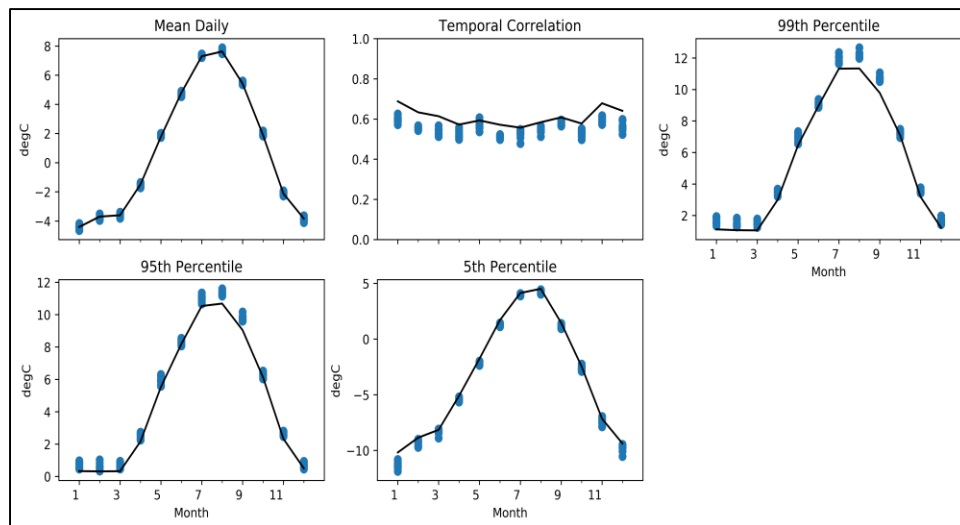 Mean Daily
Temporal Correlation
99th Percentile
8
6
4
2
0
−2
−4
degC
1.0
0.8
0.6
0.4
0.2
0.0
12
10
8
6
4
2
degC
1 3 5 7 9 11
Month
95th Percentile
5th Percentile
12
10
8
6
4
2
0
degC
1 3 5 7 9 11
Month
5
0
−5
−10
degC
1 3 5 7 9 11
Month